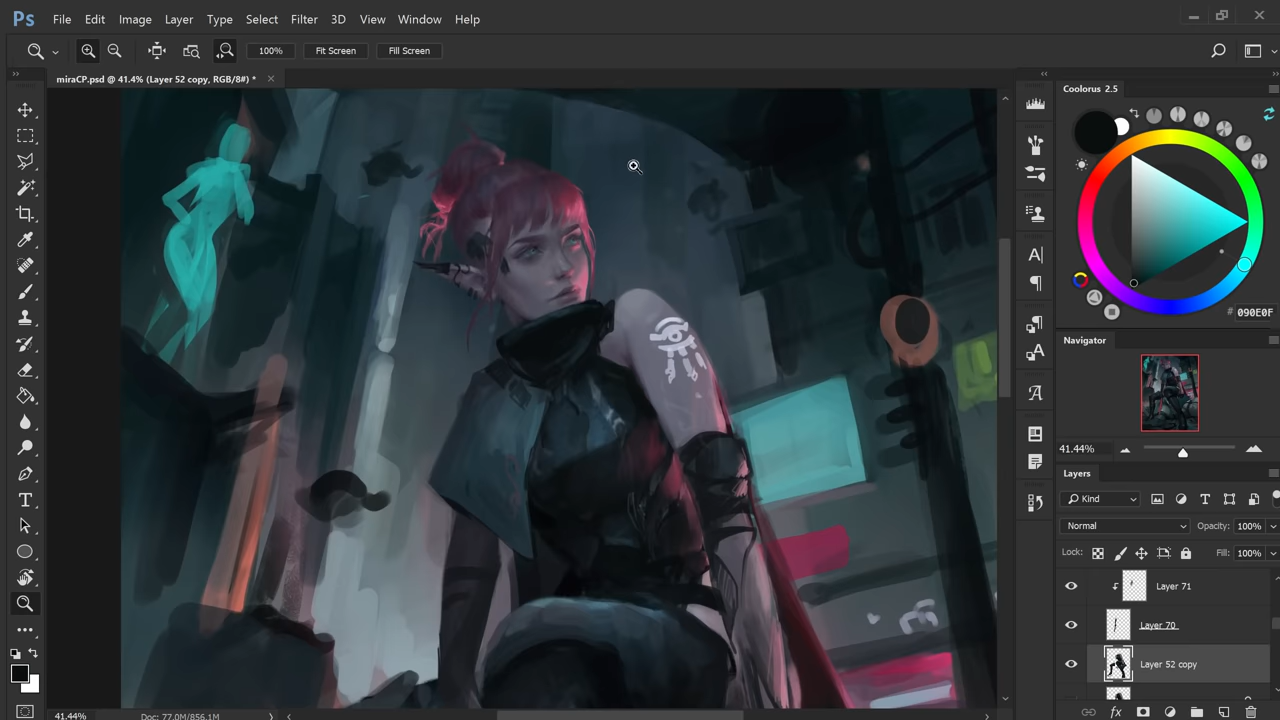 Ps File Edit Image Layer Type Select Filter 3D View Window Help
100% Fit Screen Fill Screen
miraCP.psd @ 41.4% (Layer 52 copy, RGB/8#) *
Coolorus 2.5
# 090E0F
Navigator
41.44%
Layers
Kind
Normal Opacity: 100%
Lock: Fill: 100%
Layer 71
Layer 70
Layer 52 copy
fx
41.44% Doc: 77.0M/856.1M